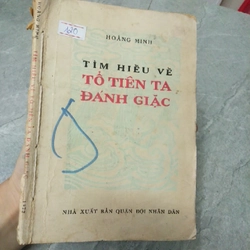 HOÀNG MINH
TÌM HIỂU VỀ
TỔ TIÊN TA
ĐÁNH GIẶC
NHÀ XUẤT BẢN QUÂN ĐỘI NHÂN DÂN